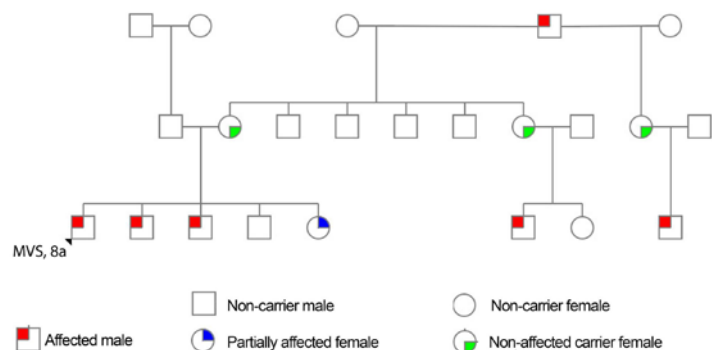 MVS, 8a
Non-carrier male
Non-carrier female
Affected male
Partially affected female
Non-affected carrier female